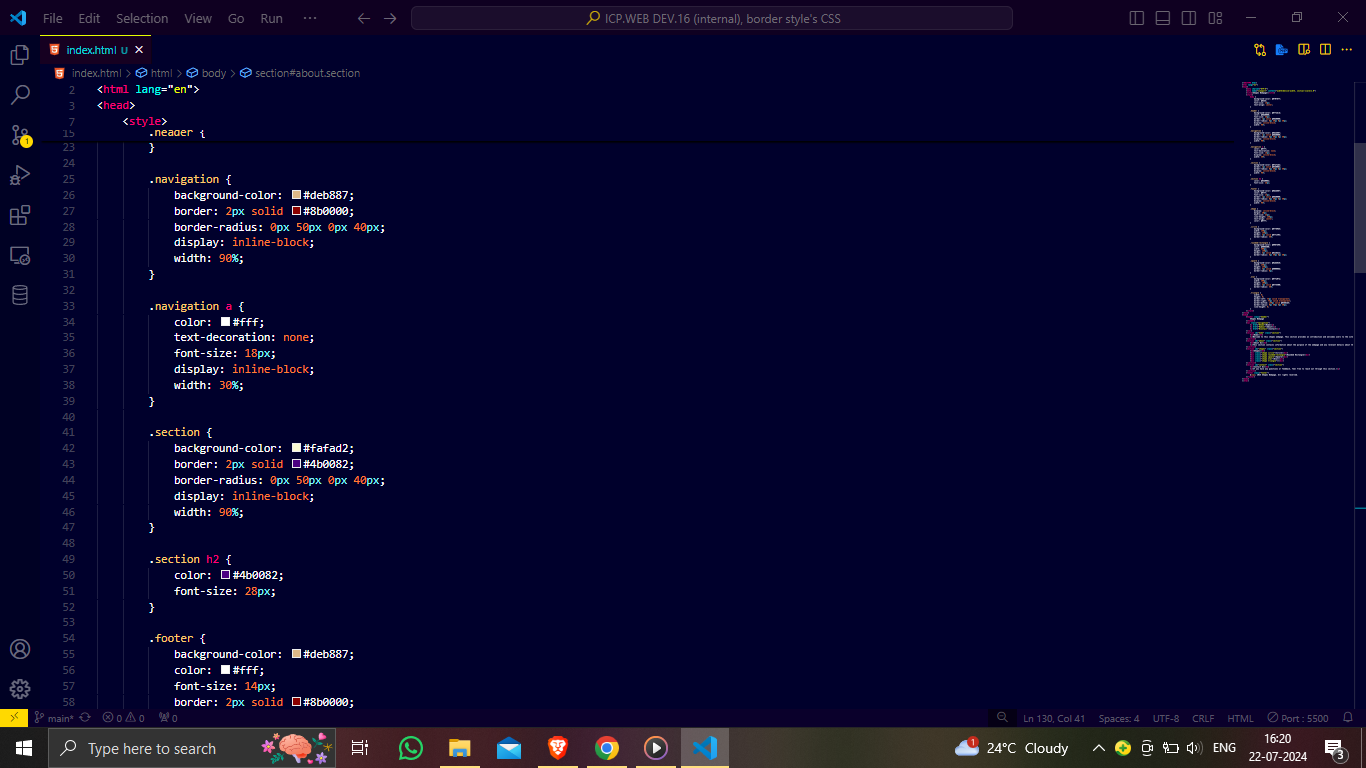 File Edit Selection View Go Run ··· ICP.WEB DEV.16 (internal), border style's CSS
index.html U
index.html > html > body > section#about.section
2 <html lang="en">
3 <head>
7 <style>
15 .header {
23 }
24
25 .navigation {
26 background-color: #deb887;
27 border: 2px solid #8b0000;
28 border-radius: 0px 50px 0px 40px;
29 display: inline-block;
30 width: 90%;
31 }
32
33 .navigation a {
34 color: #fff;
35 text-decoration: none;
36 font-size: 18px;
37 display: inline-block;
38 width: 30%;
39 }
40
41 .section {
42 background-color: #fafad2;
43 border: 2px solid #4b0082;
44 border-radius: 0px 50px 0px 40px;
45 display: inline-block;
46 width: 90%;
47 }
48
49 .section h2 {
50 color: #4b0082;
51 font-size: 28px;
52 }
53
54 .footer {
55 background-color: #deb887;
56 color: #fff;
57 font-size: 14px;
58 border: 2px solid #8b0000;
main* 0 0 0 Ln 130, Col 41 Spaces: 4 UTF-8 CRLF HTML Port : 5500
Type here to search 1 24°C Cloudy ENG 16:20
22-07-2024 3